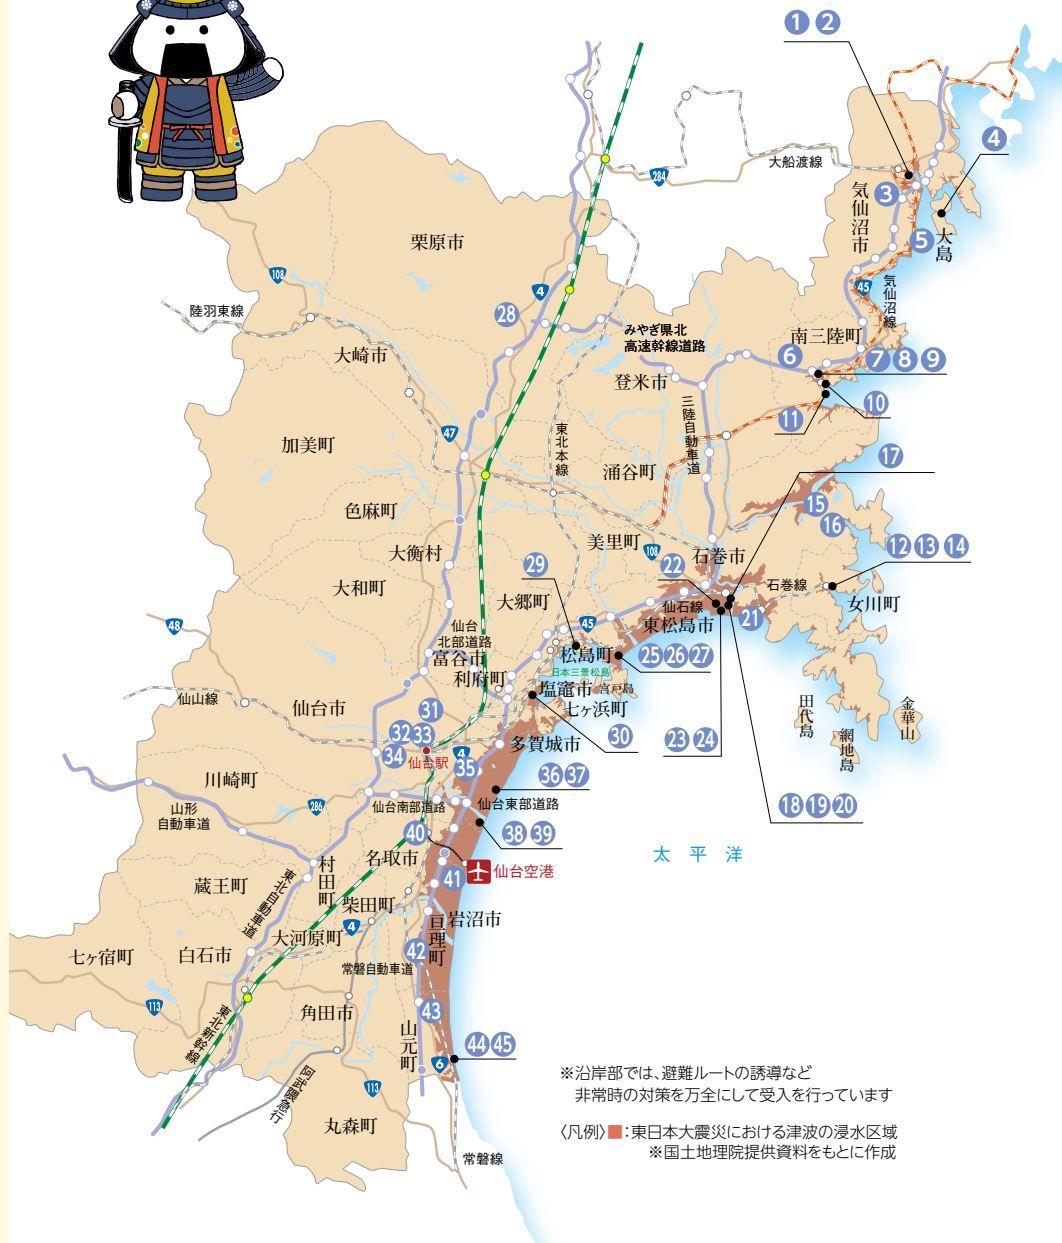 1 2
4
大船渡線
284
3
気仙沼市
5
大島
栗原市
108
4
45
気仙沼線
陸羽東線
28
みやぎ県北
高速幹線道路
南三陸町
大崎市
6
7 8 9
登米市
10
三陸自動車道
11
47
東北本線
加美町
17
涌谷町
15
色麻町
16
美里町
108
石巻市
12 13 14
大衡村
29
22
大和町
石巻線
大郷町
仙石線
女川町
48
45
東松島市
21
仙台
北部道路
富谷市
松島町
25 26 27
利府町
日本三景松島
塩竈市
宮戸島
仙山線
仙台市
七ヶ浜町
田代島
金華山
31
32 33
34
30
23 24
網地島
多賀城市
4
仙台駅
35
川崎町
36 37
286
仙台南部道路
仙台東部道路
18 19 20
山形
自動車道
40
38 39
太平洋
名取市
村田町
仙台空港
蔵王町
41
東北自動車道
柴田町
岩沼市
亘理町
4
大河原町
七ヶ宿町
白石市
42
常磐自動車道
113
角田市
43
東北新幹線
山元町
44 45
6
阿武隈急行
113
丸森町
常磐線
※沿岸部では、避難ルートの誘導など
非常時の対策を万全にして受入を行っています
〈凡例〉■:東日本大震災における津波の浸水区域
※国土地理院提供資料をもとに作成